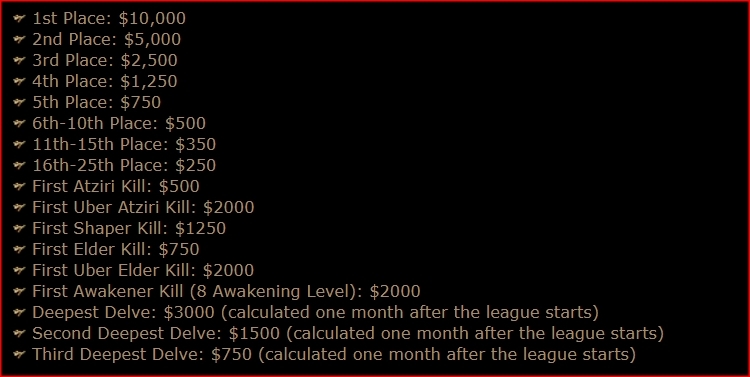 1st Place: $10,000
2nd Place: $5,000
3rd Place: $2,500
4th Place: $1,250
5th Place: $750
6th-10th Place: $500
11th-15th Place: $350
16th-25th Place: $250
First Atziri Kill: $500
First Uber Atziri Kill: $2000
First Shaper Kill: $1250
First Elder Kill: $750
First Uber Elder Kill: $2000
First Awakener Kill (8 Awakening Level): $2000
Deepest Delve: $3000 (calculated one month after the league starts)
Second Deepest Delve: $1500 (calculated one month after the league starts)
Third Deepest Delve: $750 (calculated one month after the league starts)